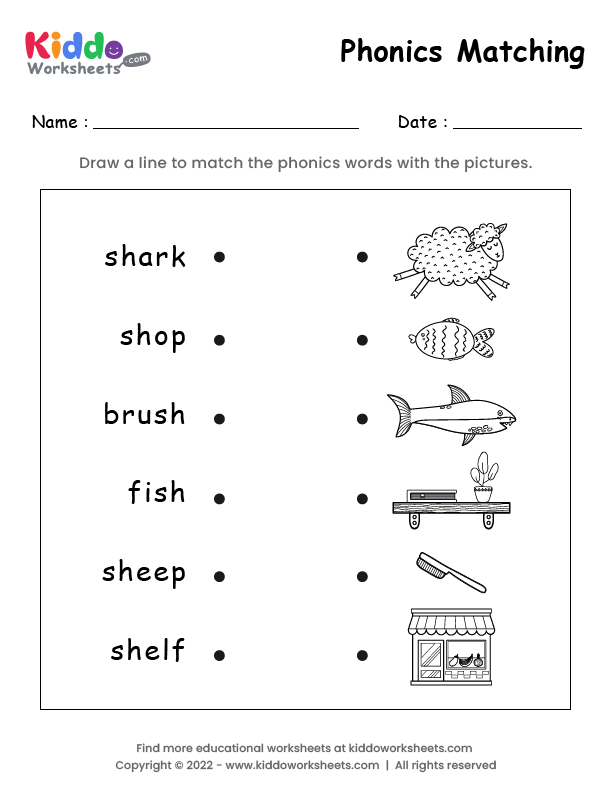 Kiddo
Worksheets .com
Phonics Matching
Name : Date :
Draw a line to match the phonics words with the pictures.
shark
shop
brush
fish
sheep
shelf
Find more educational worksheets at kiddoworksheets.com
Copyright © 2022 - www.kiddoworksheets.com | All rights reserved